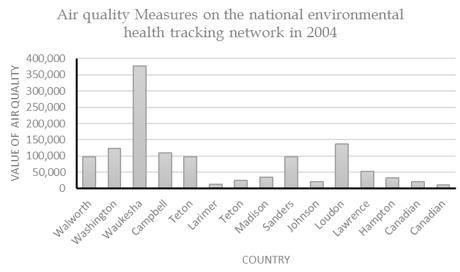 Air quality Measures on the national environmental
health tracking network in 2004
VALUE OF AIR QUALITY
400,000
350,000
300,000
250,000
200,000
150,000
100,000
50,000
0
Walworth
Washington
Waukesha
Campbell
Teton
Larimer
Teton
Madison
Sanders
Johnson
Loudon
Lawrence
Hampton
Canadian
Canadian
COUNTRY